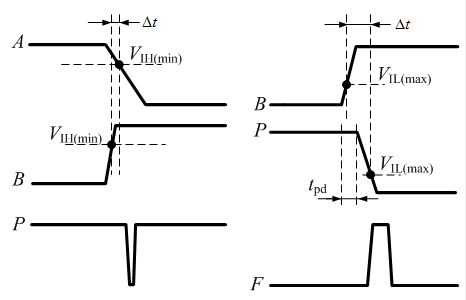 Δt
A
V_IH(min)
V_IH(min)
B
P
Δt
V_IL(max)
B
P
V_IL(max)
t_pd
F